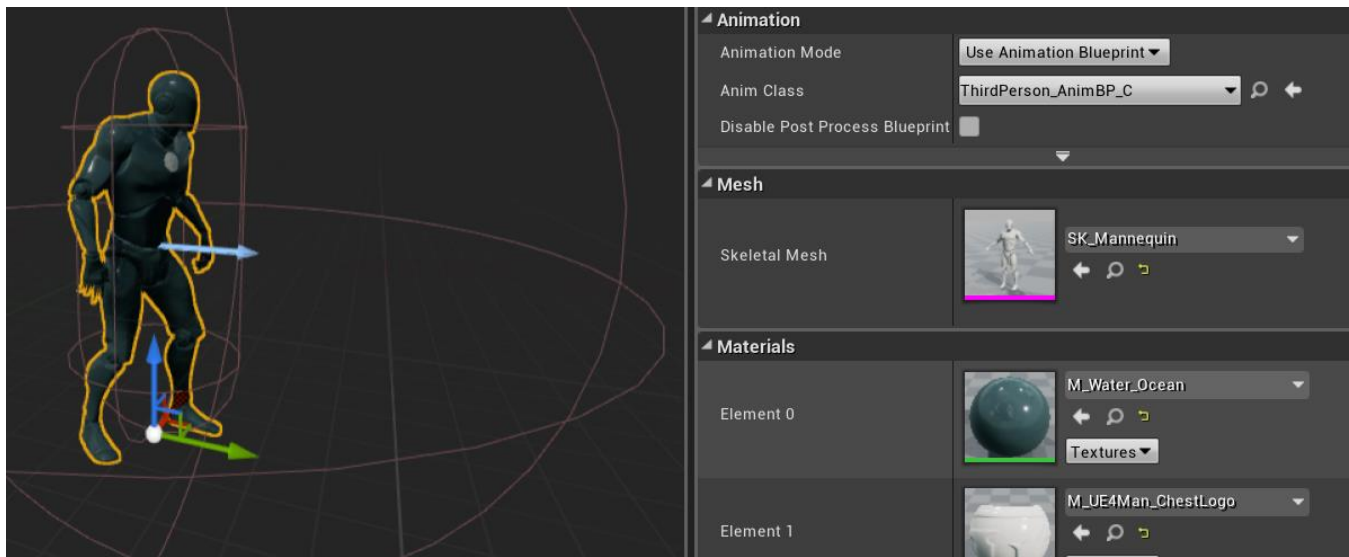 Animation
Animation Mode
Use Animation Blueprint
Anim Class
ThirdPerson_AnimBP_C
Disable Post Process Blueprint
Mesh
Skeletal Mesh
SK_Mannequin
Materials
Element 0
M_Water_Ocean
Textures
Element 1
M_UE4Man_ChestLogo